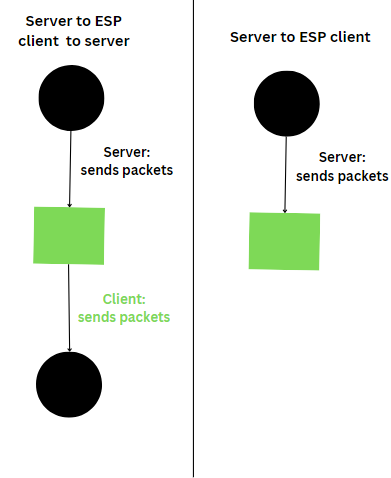 Server to ESP
client to server
Server:
sends packets
Client:
sends packets
Server to ESP client
Server:
sends packets